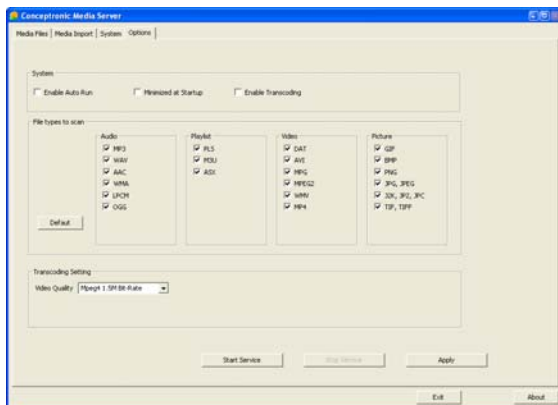 Conceptronic Media Server
Media Files Media Import System Options
System
Enable Auto Run Minimized at Startup Enable Transcoding
File types to scan
Audio Playlist Video Picture
MP3 PLS DAT GIF
WAV M3U AVI BMP
AAC ASX MPG PNG
WMA MPEG2 JPG, JPEG
LPCM WMV J2K, JP2, JPC
OGG MP4 TIF, TIFF
Default
Transcoding Setting
Video Quality Mpeg4 1.5M Bit-Rate
Start Service Stop Service Apply
Exit About